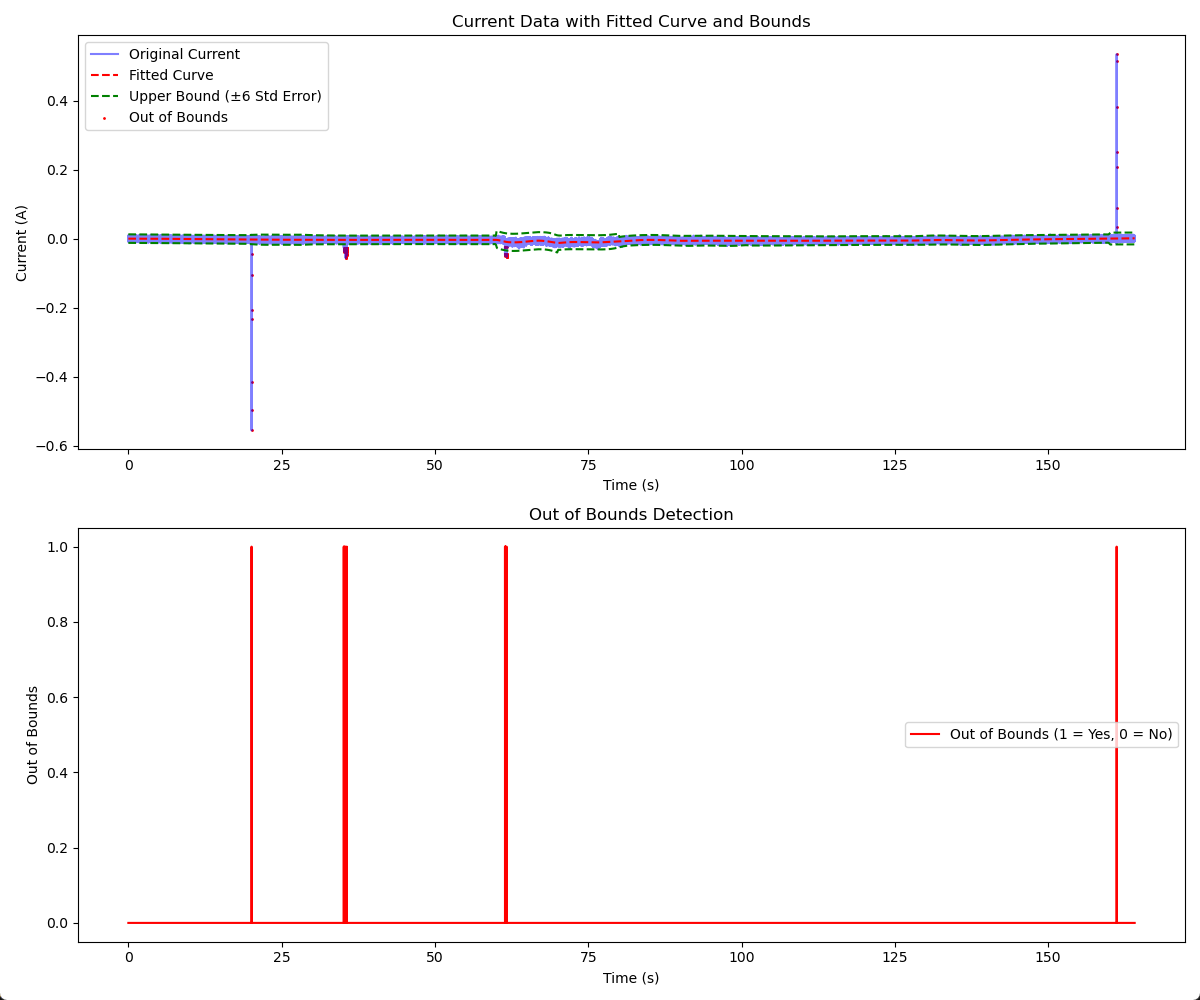 Current Data with Fitted Curve and Bounds
Original Current
Fitted Curve
Upper Bound (±6 Std Error)
Out of Bounds
Current (A)
0.4
0.2
0.0
−0.2
−0.4
−0.6
0 25 50 75 100 125 150
Time (s)
Out of Bounds Detection
Out of Bounds
1.0
0.8
0.6
0.4
0.2
0.0
Out of Bounds (1 = Yes, 0 = No)
0 25 50 75 100 125 150
Time (s)